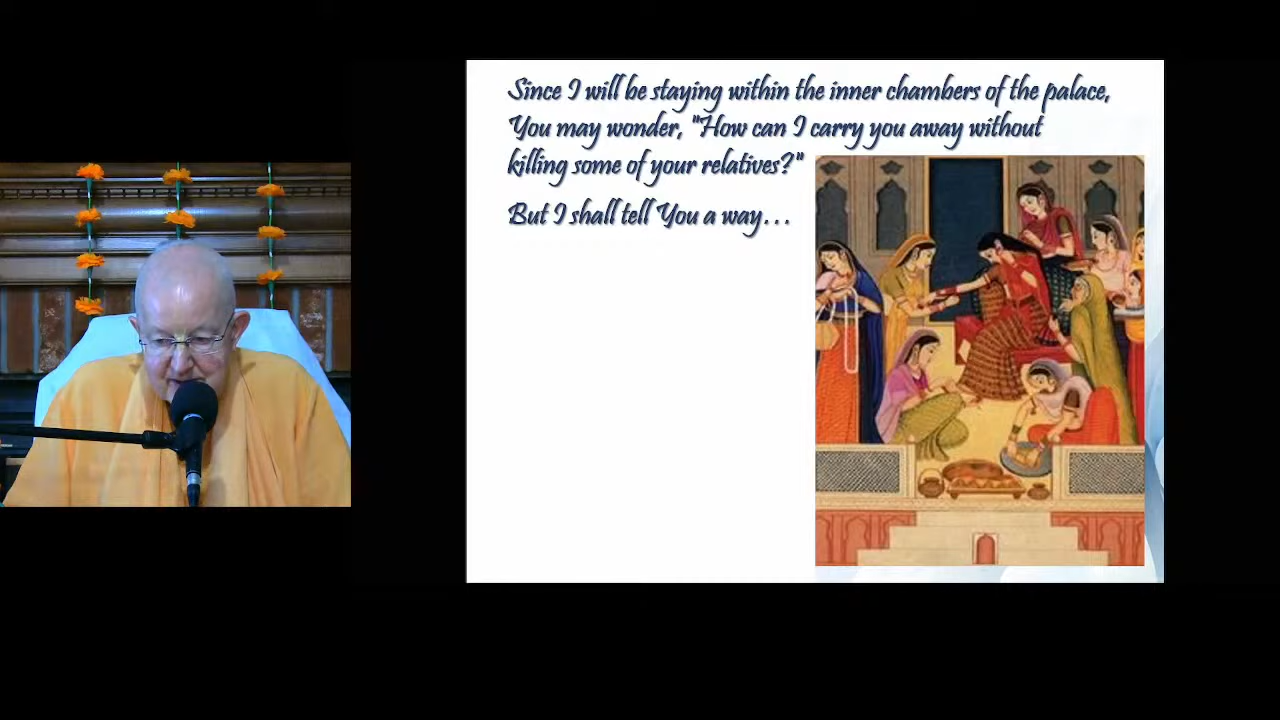 Since I will be staying within the inner chambers of the palace,
You may wonder, "How can I carry you away without
killing some of your relatives?"
But I shall tell You a way...